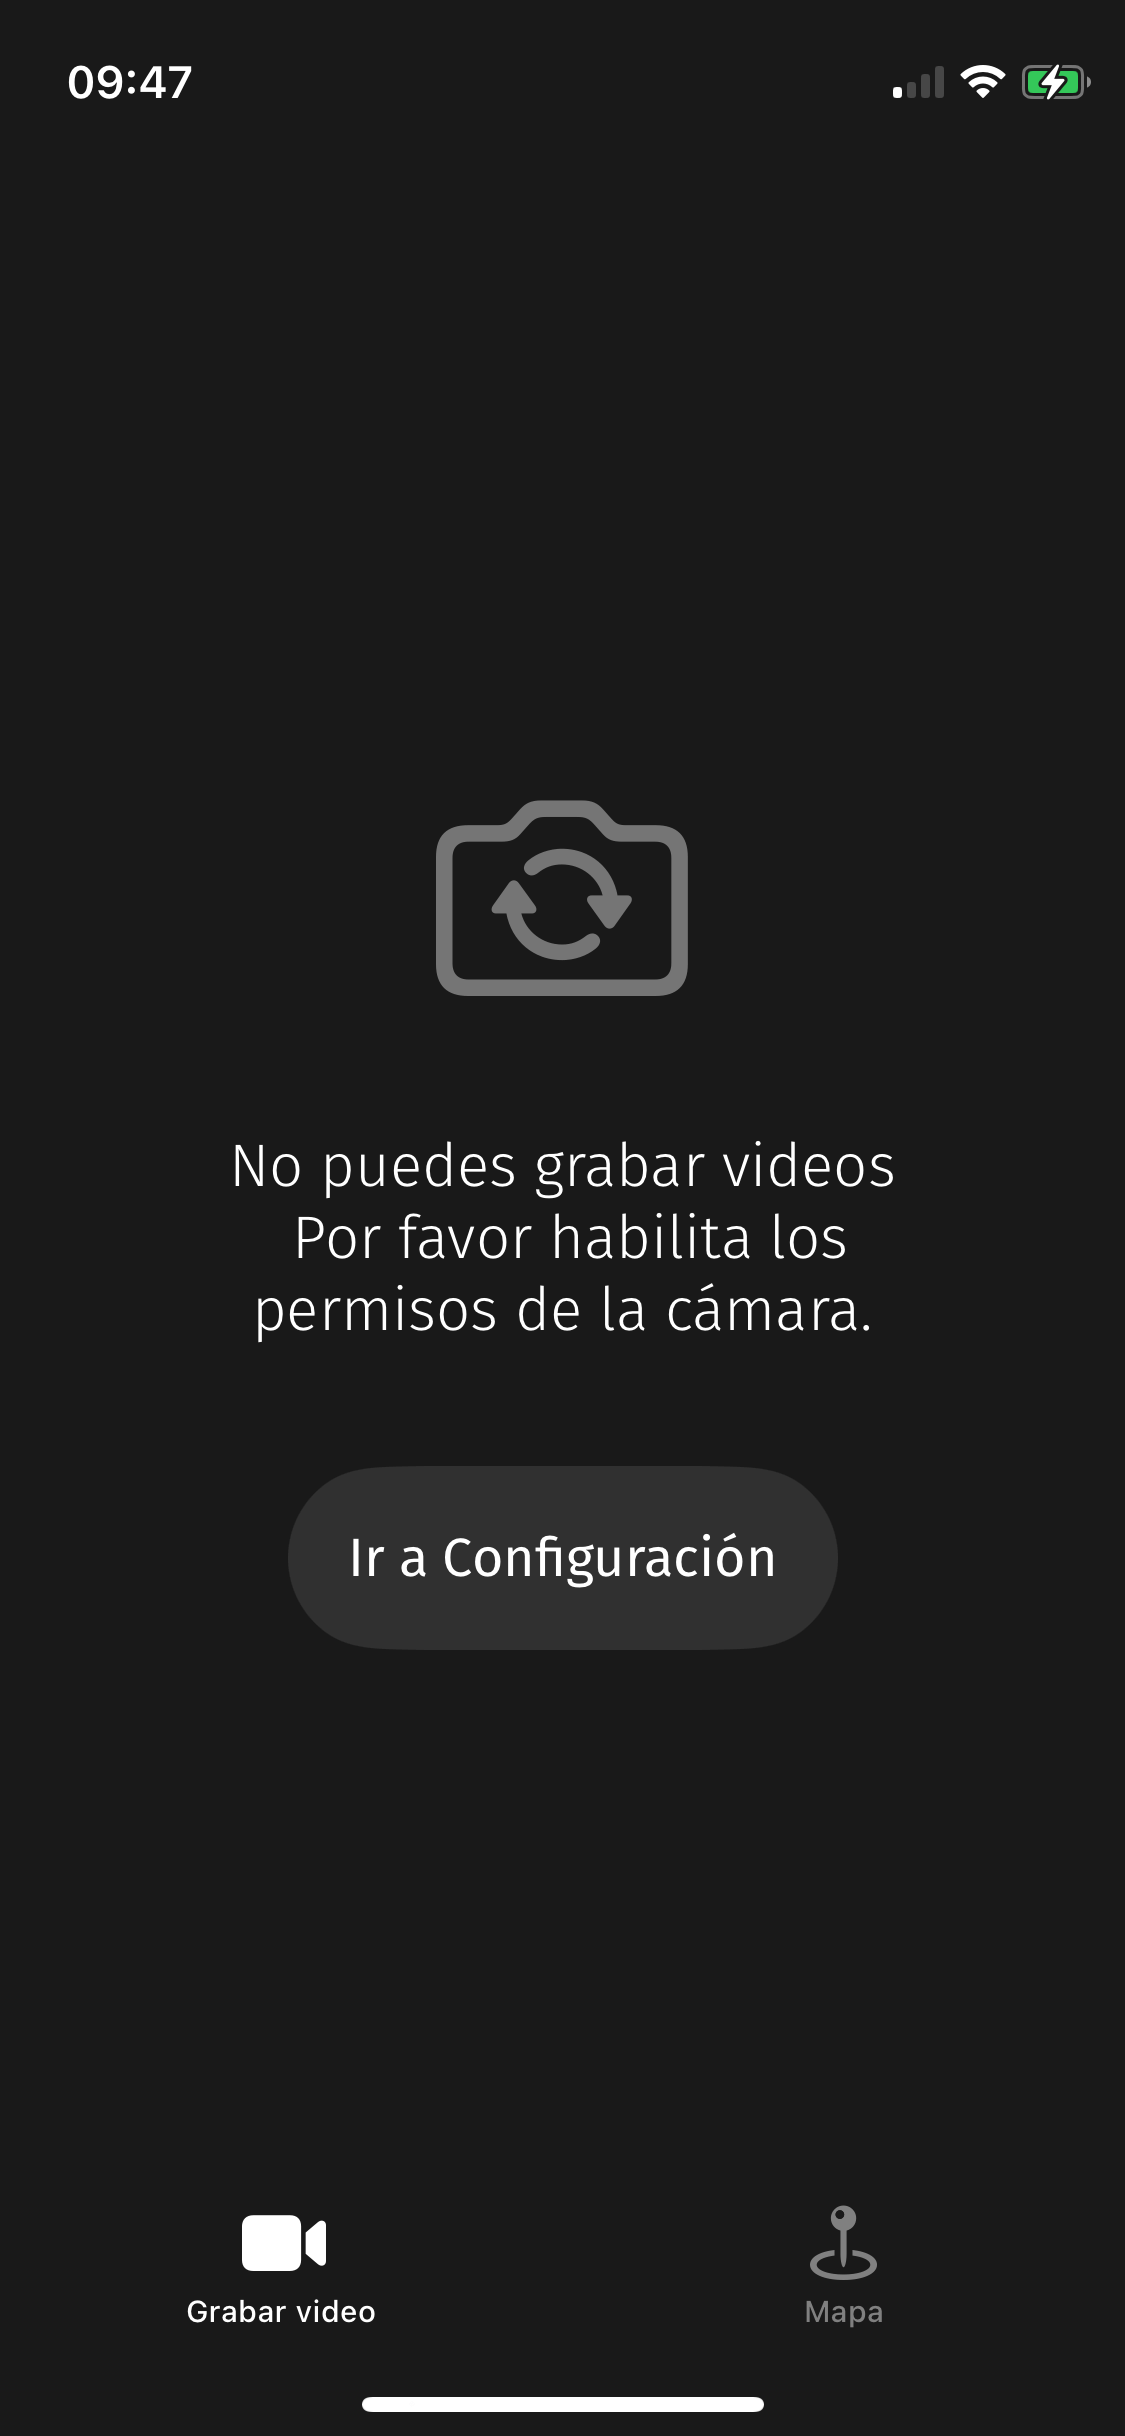 09:47
No puedes grabar videos
Por favor habilita los
permisos de la cámara.
Ir a Configuración
Grabar video
Mapa